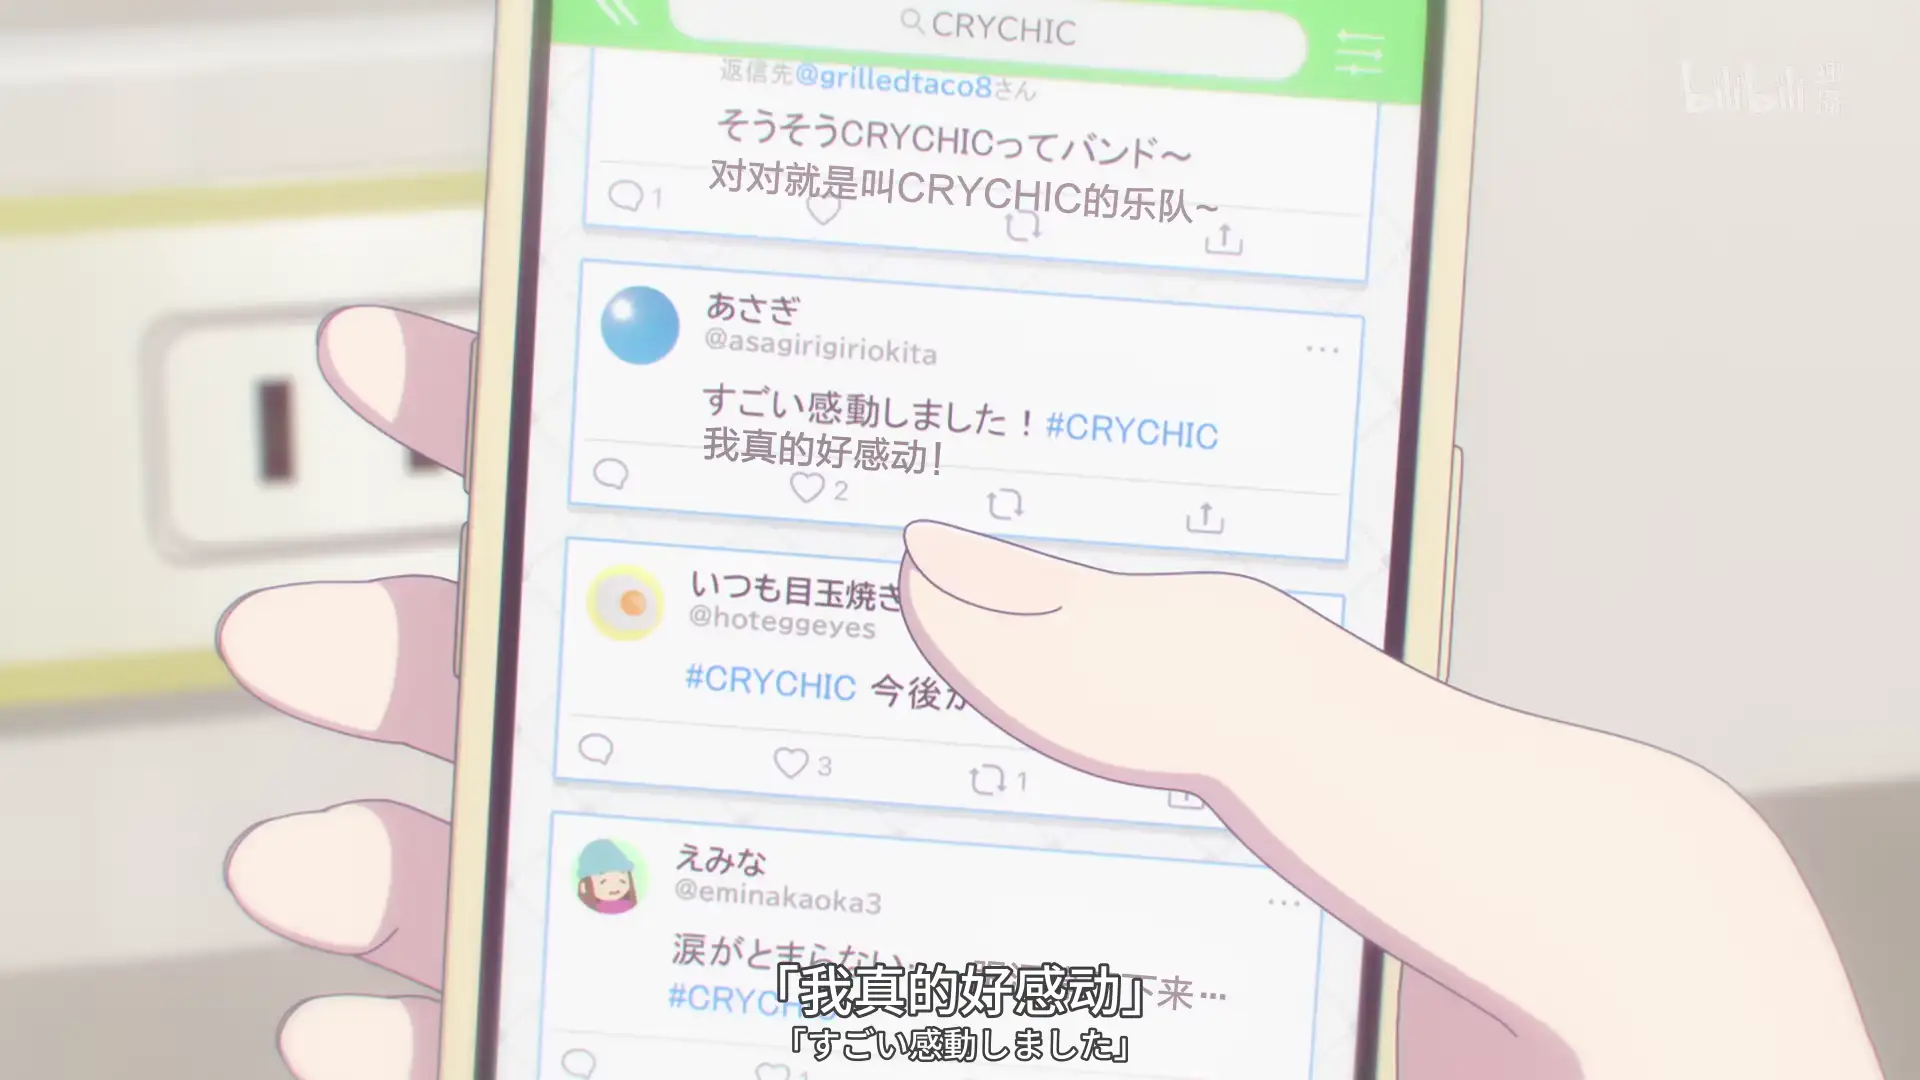 CRYCHIC
bilibili
返信先@grilledtaco8さん
そうそうCRYCHICってバンド～
对对就是叫CRYCHIC的乐队~
1
あさぎ
@asagirigiriokita
すごい感動しました！#CRYCHIC
我真的好感动！
2
いつも目玉焼き
@hoteggeyes
#CRYCHIC 今後が
3
1
えみな
@eminakaoka3
涙がとまらない
下来…
#CRYCH
「我真的好感动」
「すごい感動しました」
1